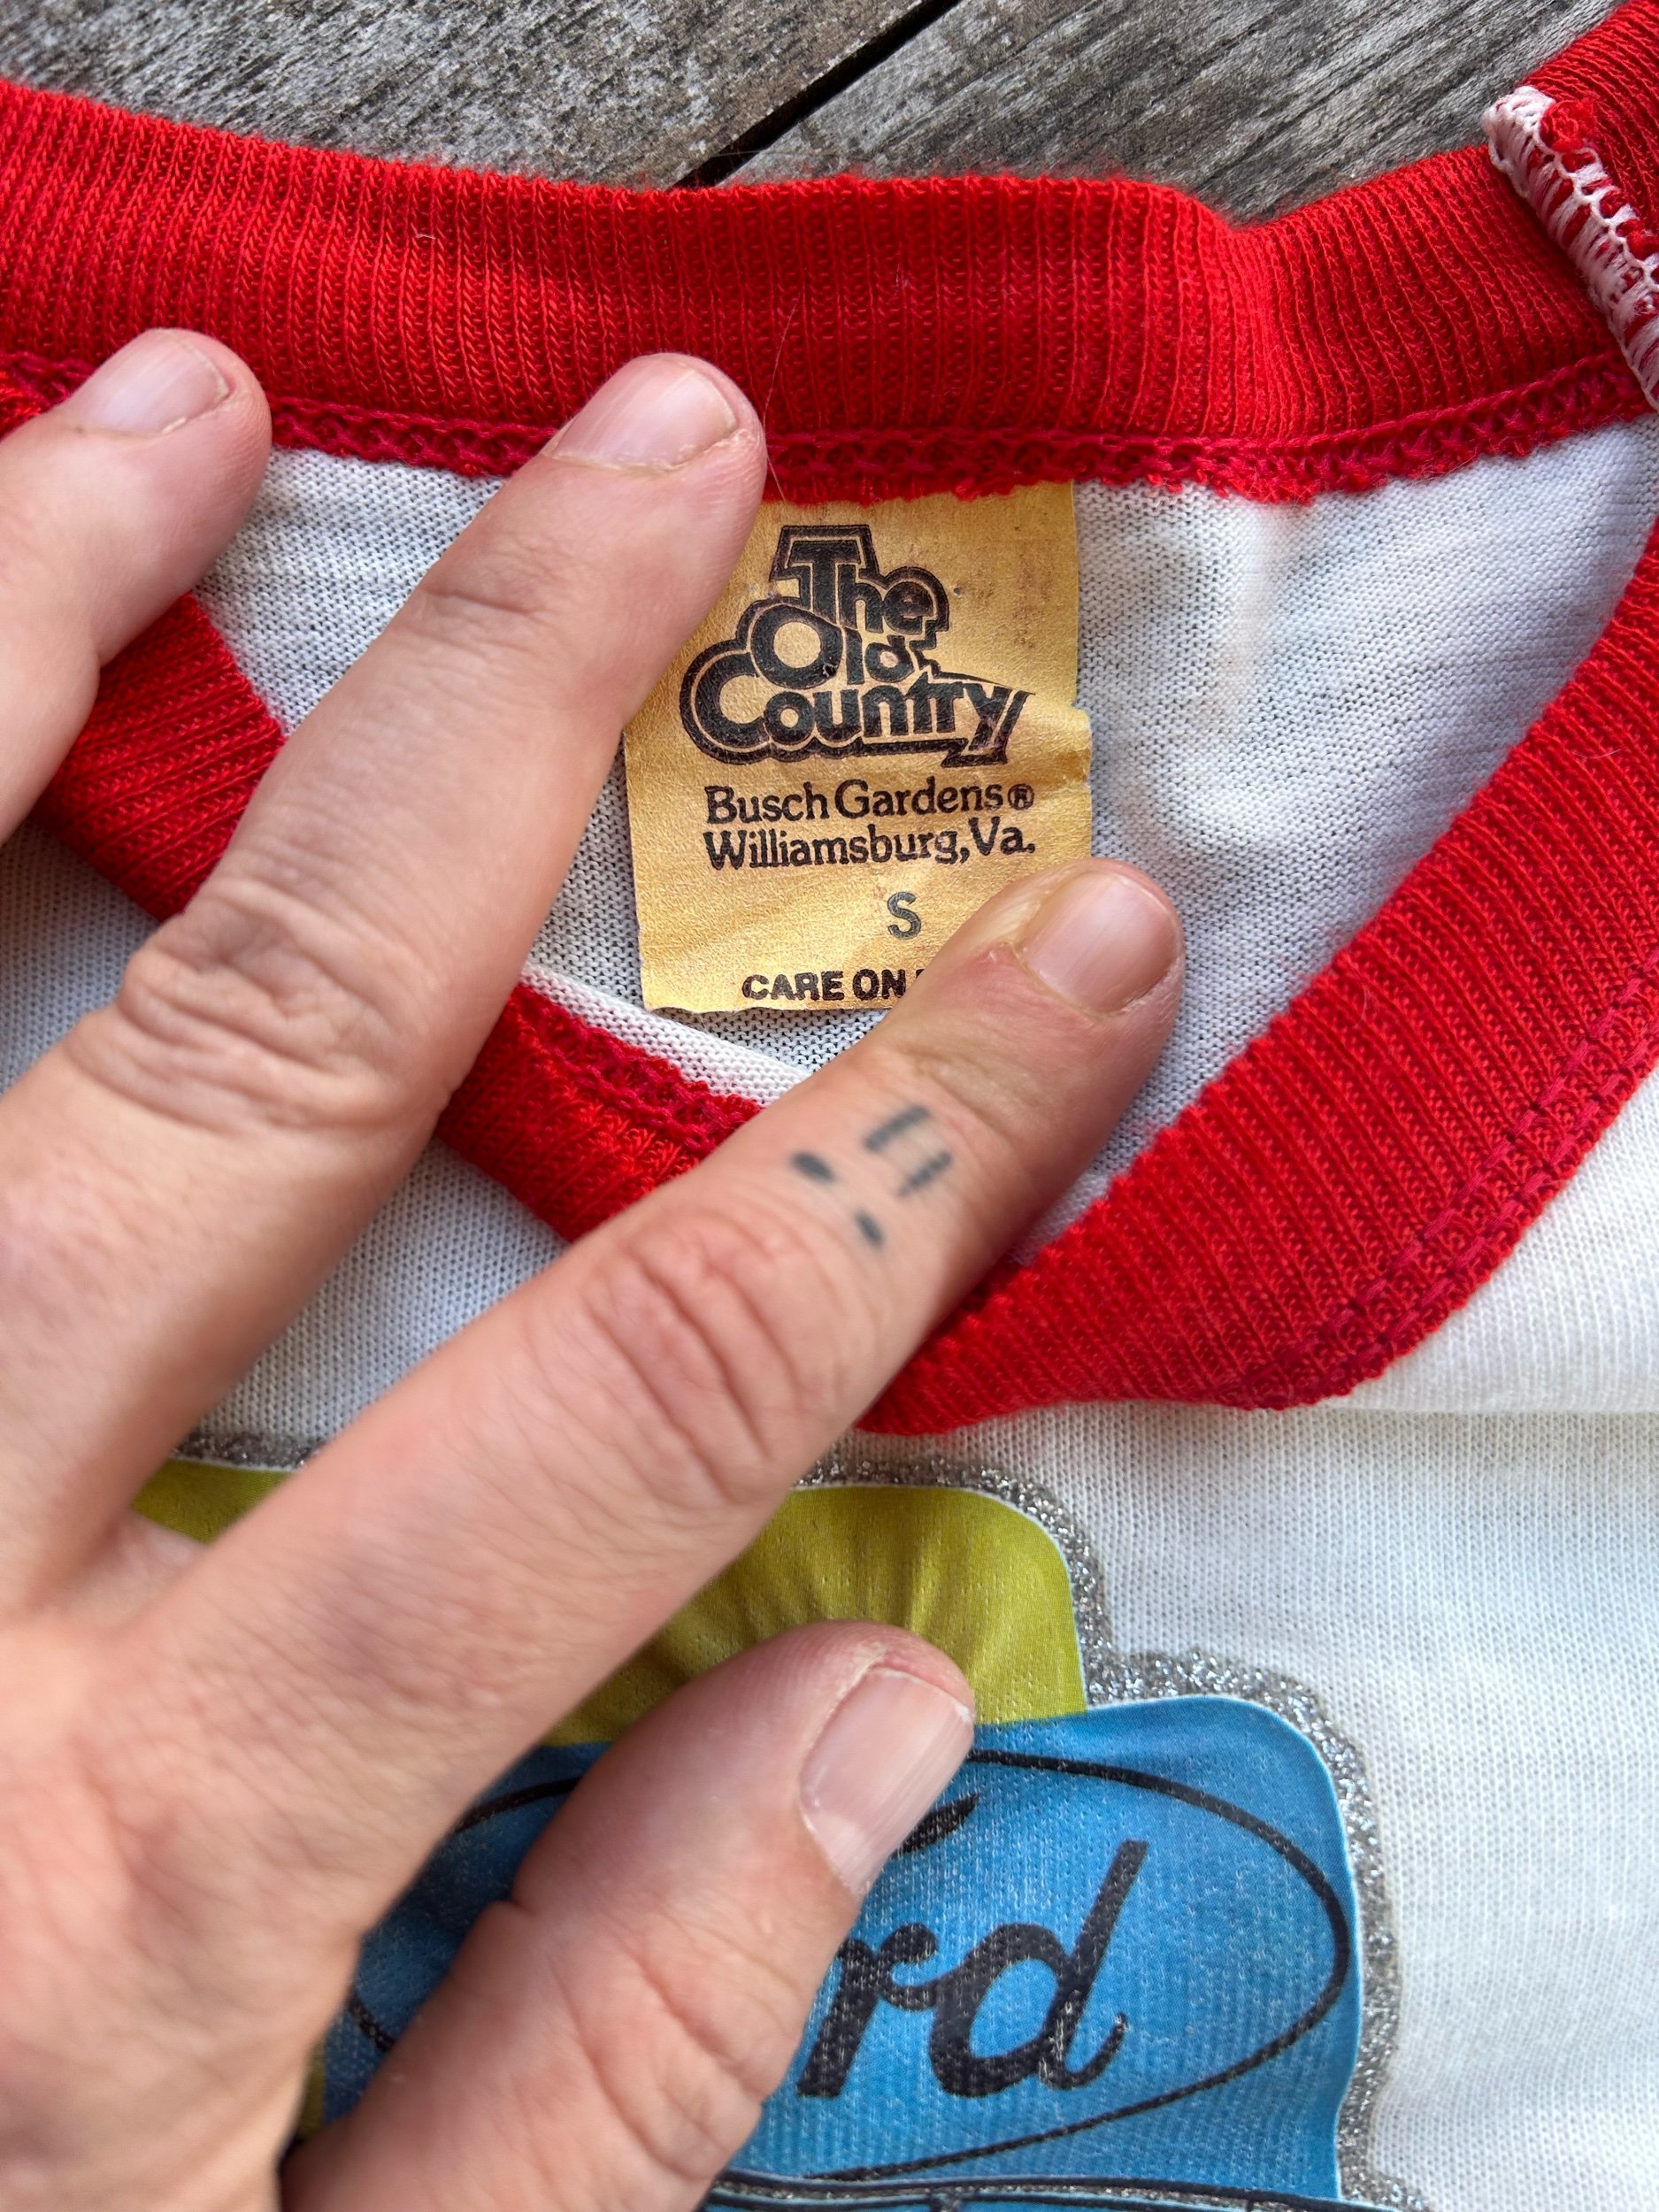 The
Old
Country
Busch Gardens®
Williamsburg, Va.
S
CARE ON
rd